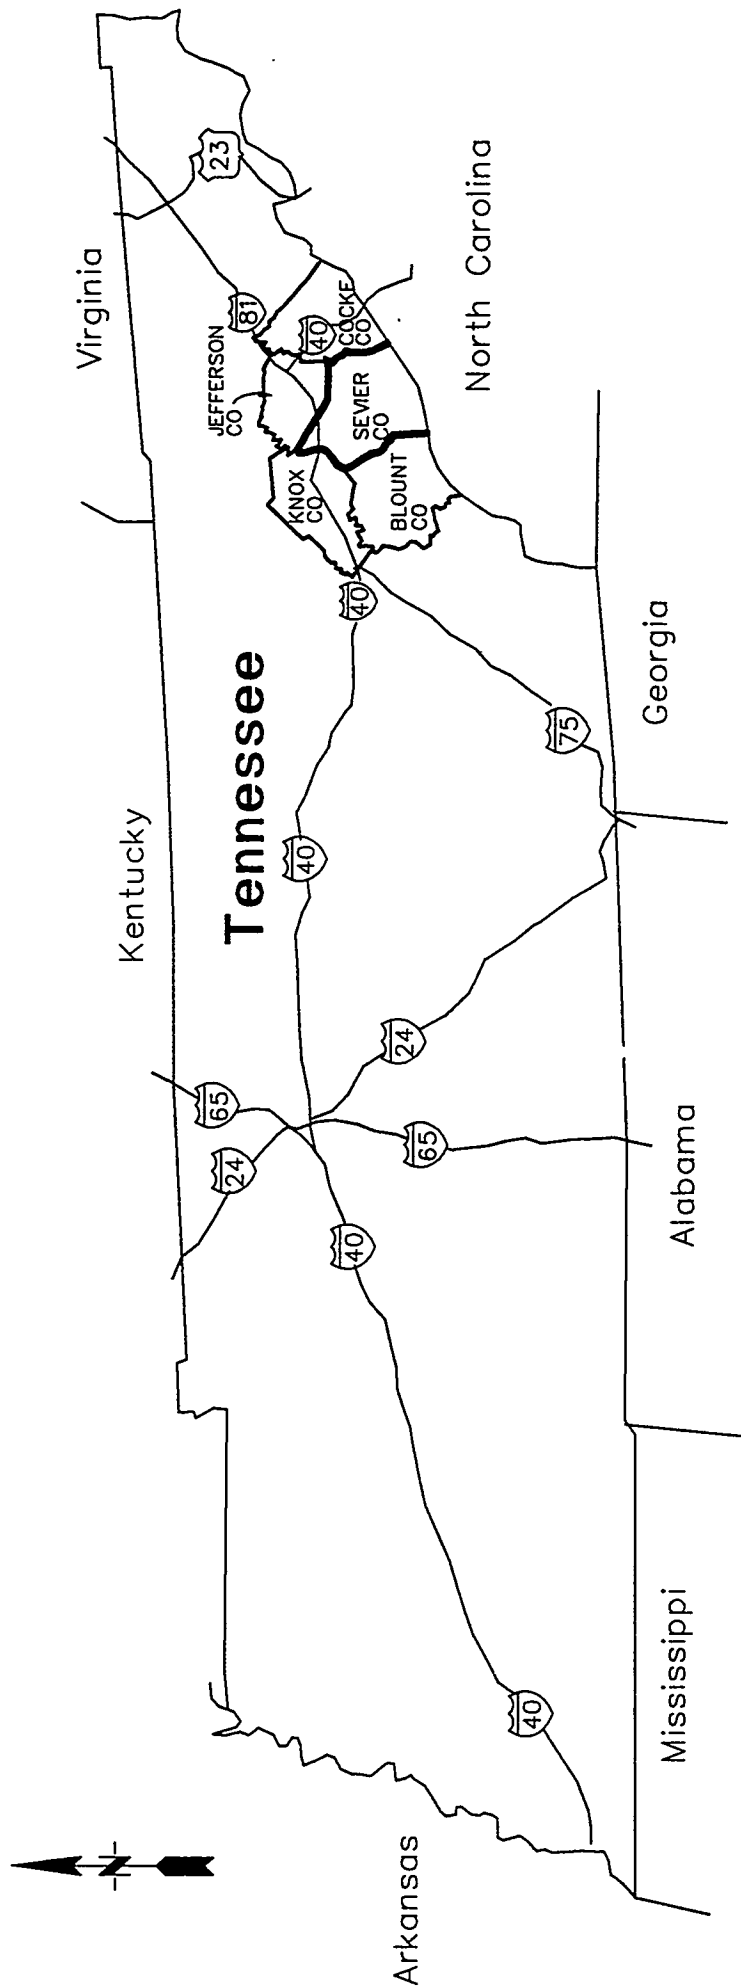 Virginia
Kentucky
23
81
JEFFERSON
CO
40
COCKE
CO
North Carolina
SEVIER
CO
KNOX
CO
BLOUNT
CO
40
Tennessee
40
75
Georgia
65
24
24
65
40
Alabama
40
Mississippi
Arkansas
N